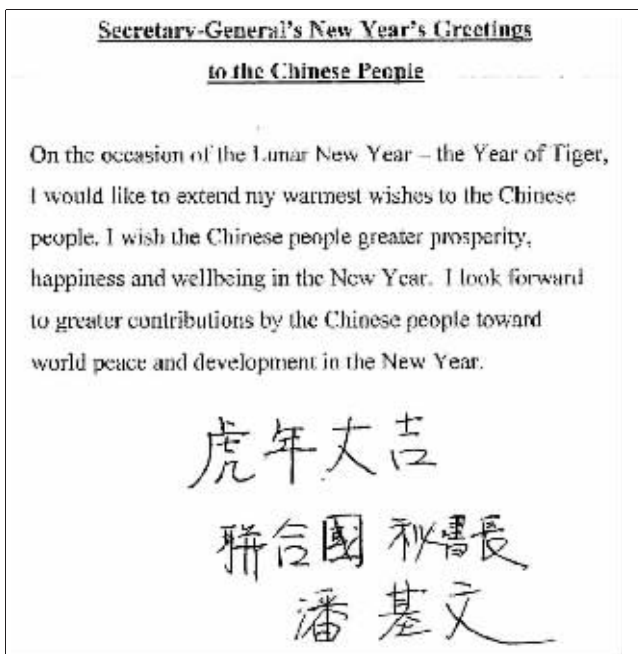 Secretary-General's New Year's Greetings
to the Chinese People
On the occasion of the Lunar New Year – the Year of Tiger,
I would like to extend my warmest wishes to the Chinese
people. I wish the Chinese people greater prosperity,
happiness and wellbeing in the New Year. I look forward
to greater contributions by the Chinese people toward
world peace and development in the New Year.
虎年大吉
聯合國 秘書長
潘基文